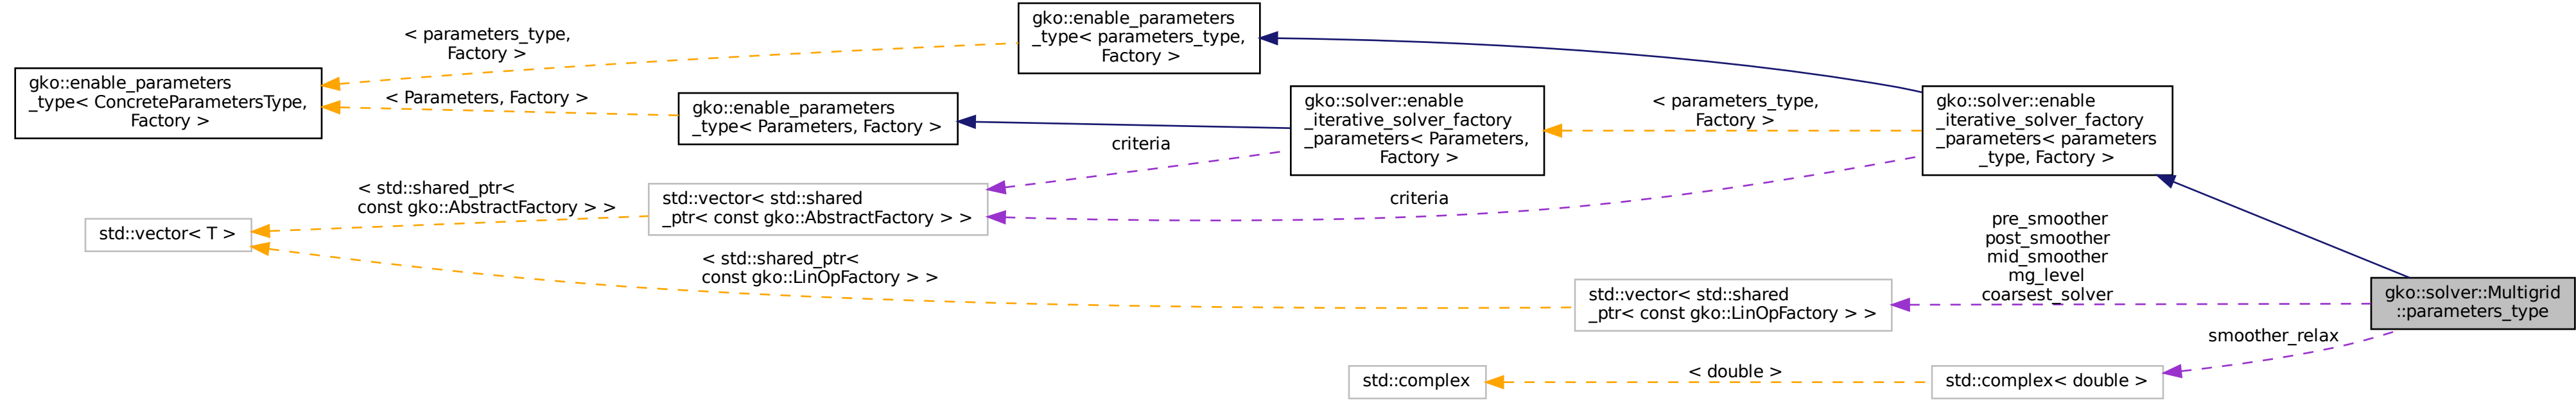 gko::enable_parameters
_type< parameters_type,
Factory >
< parameters_type,
Factory >
gko::enable_parameters
_type< ConcreteParametersType,
Factory >
< Parameters, Factory >
gko::enable_parameters
_type< Parameters, Factory >
gko::solver::enable
_iterative_solver_factory
_parameters< Parameters,
Factory >
< parameters_type,
Factory >
gko::solver::enable
_iterative_solver_factory
_parameters< parameters
_type, Factory >
criteria
criteria
< std::shared_ptr<
const gko::AbstractFactory > >
std::vector< std::shared
_ptr< const gko::AbstractFactory > >
std::vector< T >
< std::shared_ptr<
const gko::LinOpFactory > >
pre_smoother
post_smoother
mid_smoother
mg_level
coarsest_solver
std::vector< std::shared
_ptr< const gko::LinOpFactory > >
gko::solver::Multigrid
::parameters_type
smoother_relax
std::complex
< double >
std::complex< double >